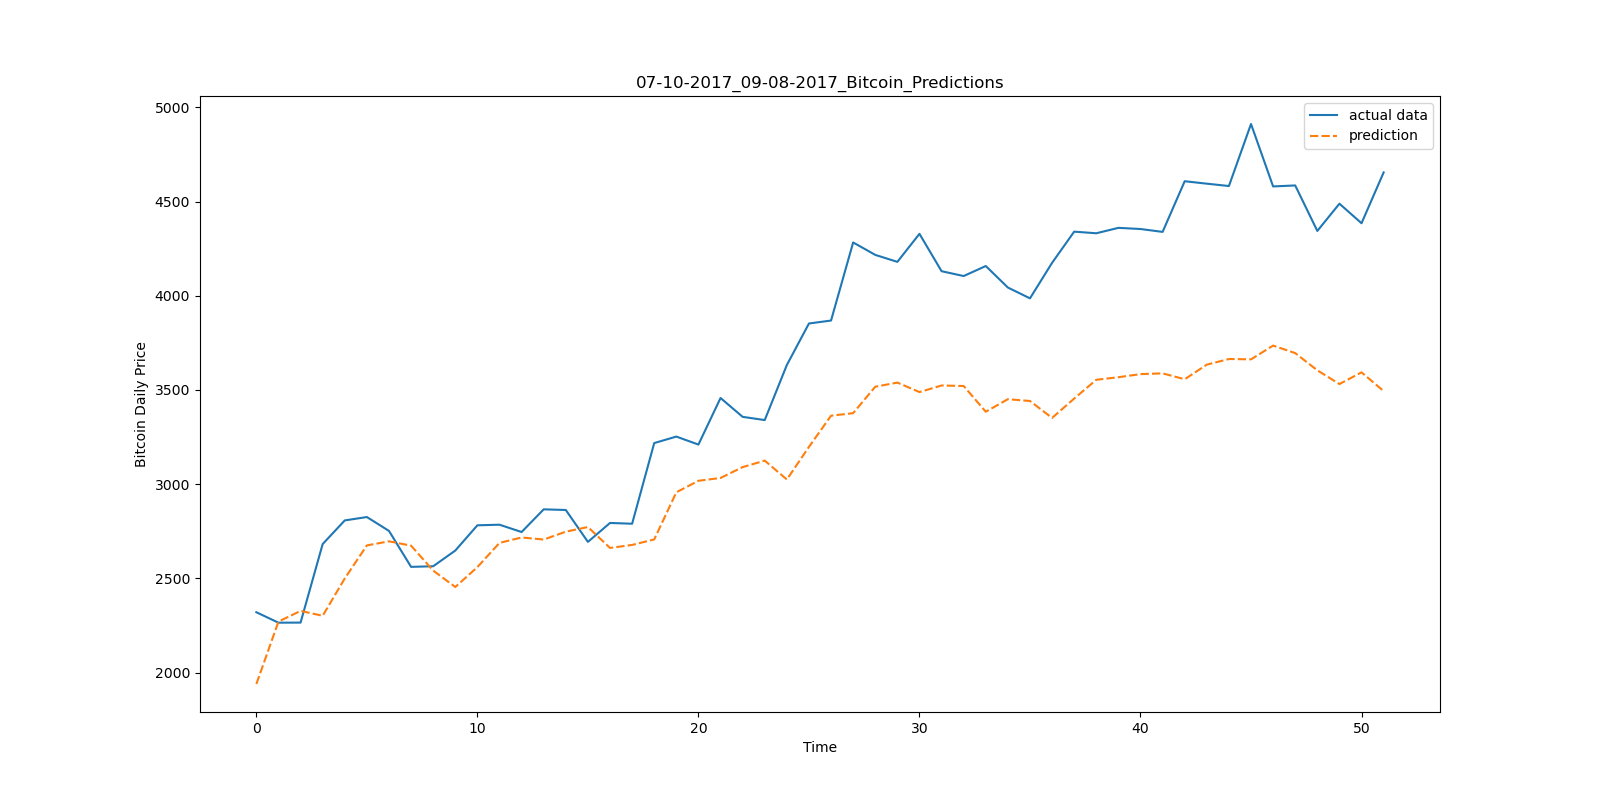 07-10-2017_09-08-2017_Bitcoin_Predictions
actual data
prediction
Bitcoin Daily Price
5000
4500
4000
3500
3000
2500
2000
0 10 20 30 40 50
Time